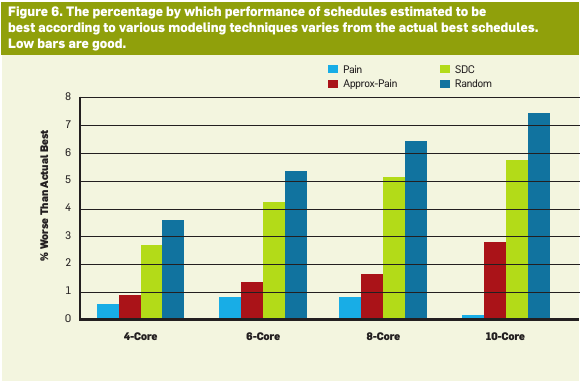 Figure 6. The percentage by which performance of schedules estimated to be
best according to various modeling techniques varies from the actual best schedules.
Low bars are good.
Pain
SDC
Approx-Pain
Random
% Worse Than Actual Best
8
7
6
5
4
3
2
1
0
4-Core
6-Core
8-Core
10-Core